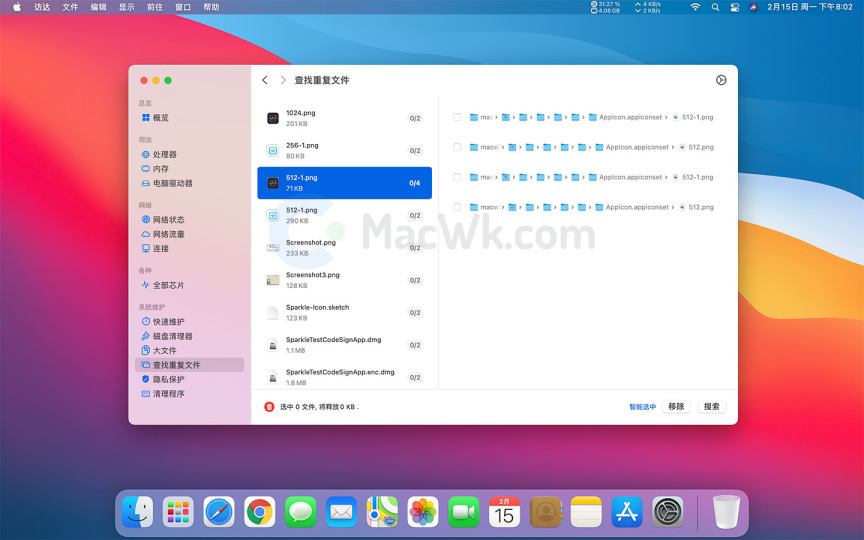 访达 文件 编辑 显示 前往 窗口 帮助 31.27 % 4.08 GB 4 KB/s 2 KB/s 2月15日 周一 下午8:02
查找重复文件
总览
概览
用法
处理器
内存
电脑驱动器
网络
网络状态
网络流量
连接
各种
全部芯片
系统维护
快速维护
磁盘清理器
大文件
查找重复文件
隐私保护
清理程序
1024.png
201 KB
0/2
256-1.png
80 KB
0/2
512-1.png
71 KB
0/4
512-1.png
290 KB
0/2
Screenshot.png
233 KB
0/2
Screenshot3.png
128 KB
0/2
Sparkle-Icon.sketch
123 KB
0/2
SparkleTestCodeSignApp.dmg
1.1 MB
0/2
SparkleTestCodeSignApp.enc.dmg
1.8 MB
0/2
mac › AppIcon.appiconset › 512-1.png
macw › AppIcon.appiconset › 512.png
mac › AppIcon.appiconset › 512-1.png
macw › AppIcon.appiconset › 512.png
MacWk.com
选中 0 文件, 将释放0 KB .
智能选中 移除 搜索
2月
15